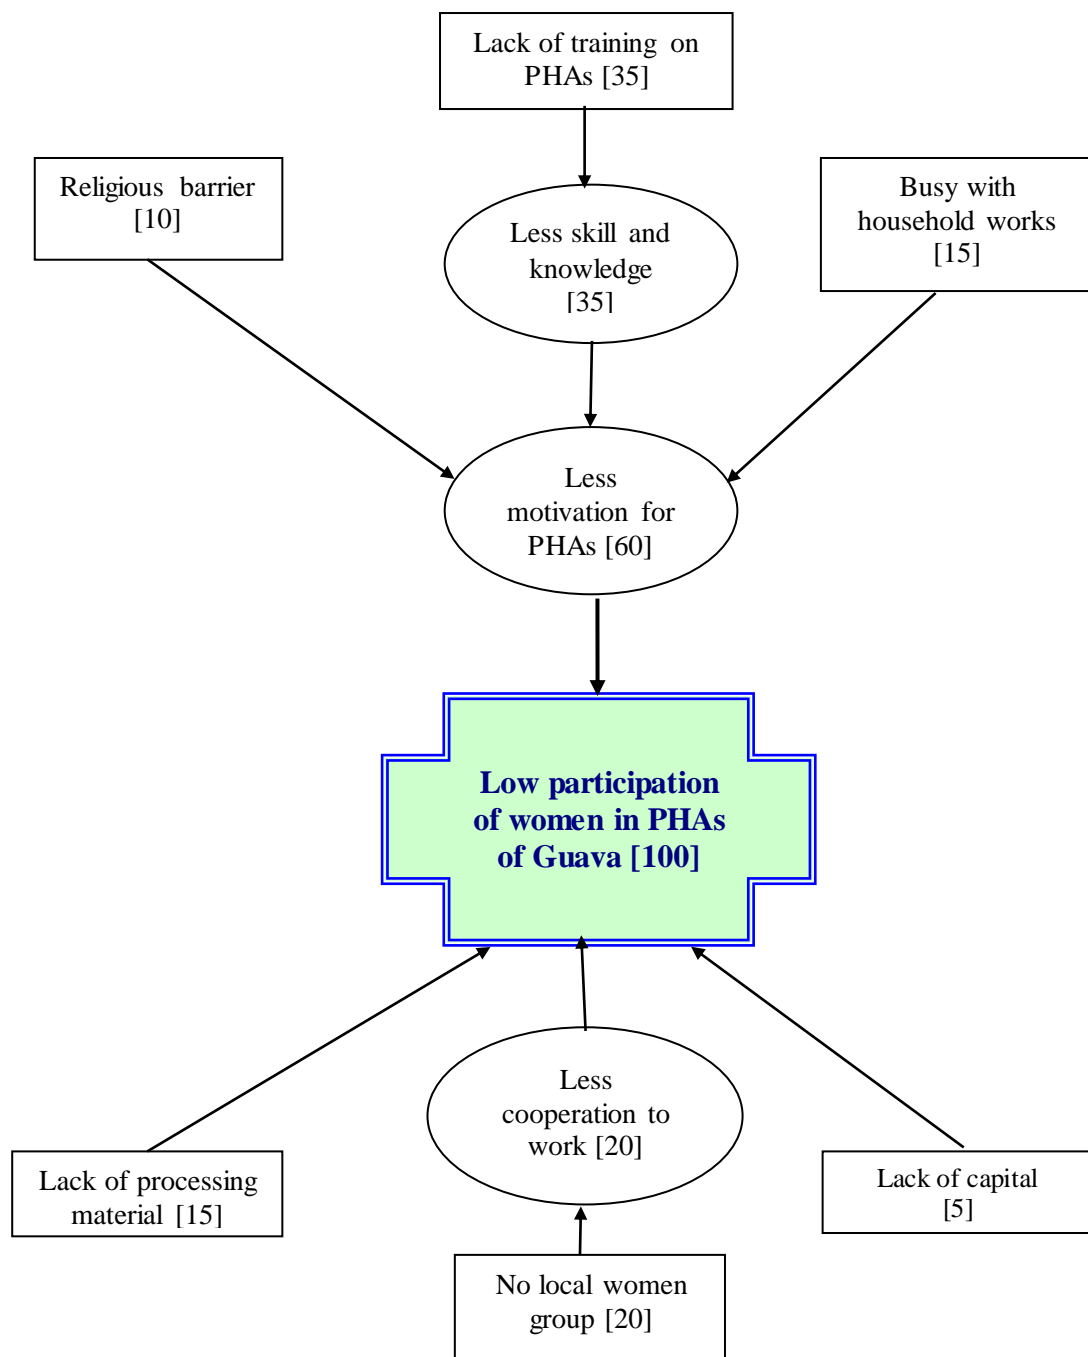 Lack of training on
PHAs [35]
Religious barrier
[10]
Less skill and
knowledge
[35]
Busy with
household works
[15]
Less
motivation for
PHAs [60]
Low participation
of women in PHAs
of Guava [100]
Less
cooperation to
work [20]
Lack of processing
material [15]
Lack of capital
[5]
No local women
group [20]